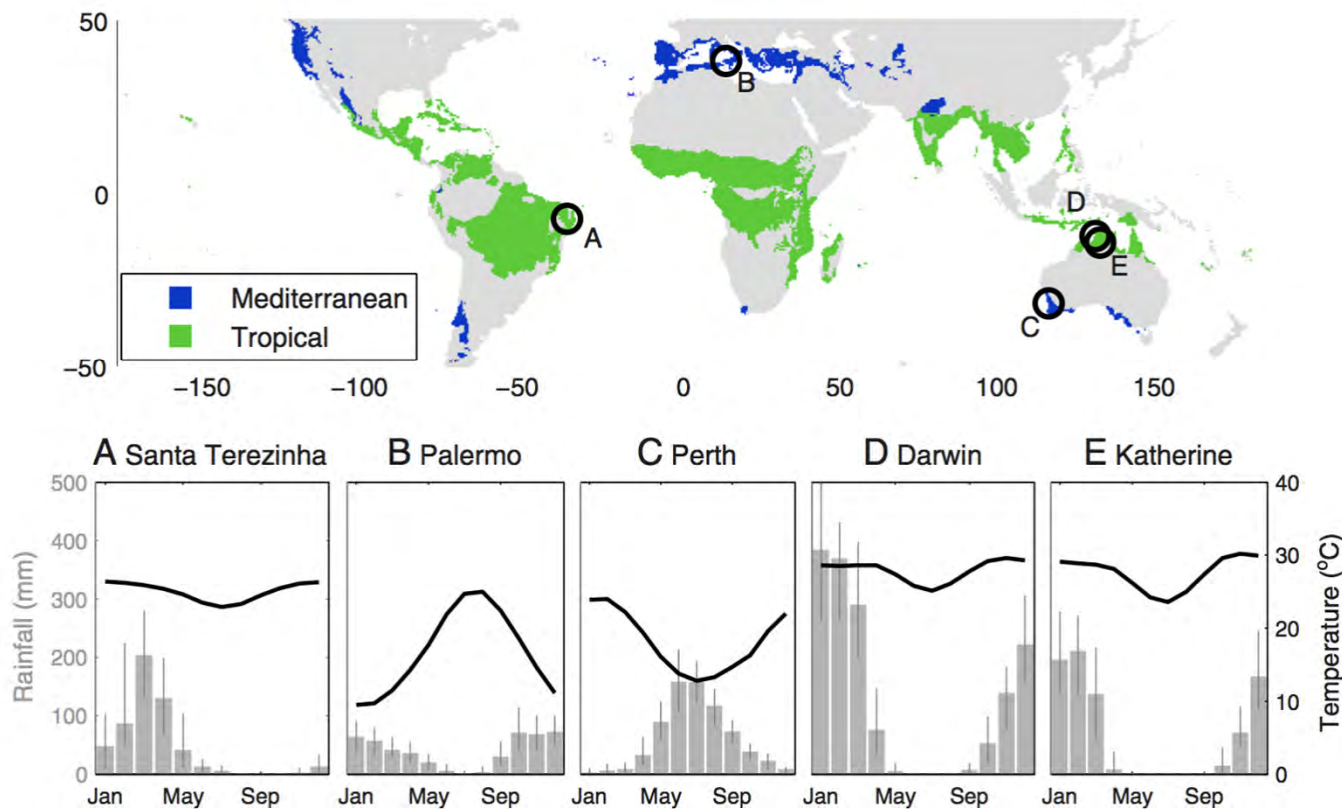 50
B
0
D
A
E
Mediterranean
Tropical
C
−50
−150
−100
−50
0
50
100
150
A Santa Terezinha
B Palermo
C Perth
D Darwin
E Katherine
500
400
300
200
100
0
Rainfall (mm)
40
30
20
10
0
Temperature (ºC)
Jan May Sep
Jan May Sep
Jan May Sep
Jan May Sep
Jan May Sep